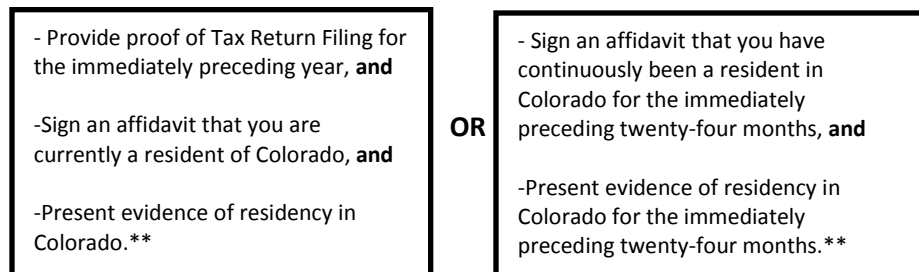 - Provide proof of Tax Return Filing for
the immediately preceding year, and
-Sign an affidavit that you are
currently a resident of Colorado, and
-Present evidence of residency in
Colorado.**
OR
- Sign an affidavit that you have
continuously been a resident in
Colorado for the immediately
preceding twenty-four months, and
-Present evidence of residency in
Colorado for the immediately
preceding twenty-four months.**